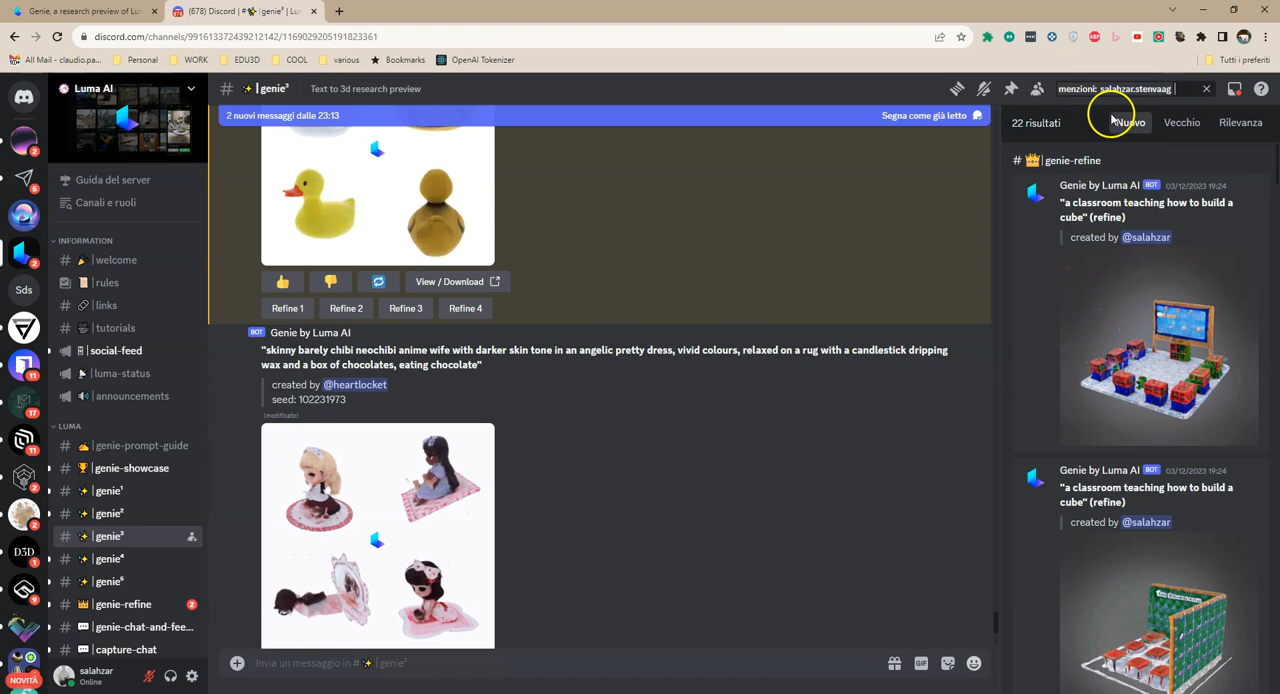 Genie, a research preview of Lu
(678) Discord | #✨│genie³ | Lu
discord.com/channels/991613372439212142/1169029205191823361
All Mail - claudio.pa...
Personal
WORK
EDU3D
COOL
various
Bookmarks
OpenAI Tokenizer
Tutti i preferiti
Luma AI
# ✨│genie³
Text to 3d research preview
menzioni: salahzar.stenvaag
2 nuovi messaggi dalle 23:13
Segna come già letto
22 risultati
Nuovo
Vecchio
Relevanza
Guida del server
Canali e ruoli
INFORMATION
welcome
rules
links
tutorials
social-feed
luma-status
announcements
LUMA
genie-prompt-guide
genie-showcase
genie¹
genie²
genie³
genie⁴
genie⁵
genie-refine
2
genie-chat-and-fee...
capture-chat
salahzar
Online
NOVITÀ
Sds
D3D
View / Download
Refine 1
Refine 2
Refine 3
Refine 4
BOT Genie by Luma AI
"skinny barely chibi neochibi anime wife with darker skin tone in an angelic pretty dress, vivid colours, relaxed on a rug with a candlestick dripping
wax and a box of chocolates, eating chocolate"
created by @heartlocket
seed: 102231973
(modificato)
Invia un messaggio in # ✨│genie³
GIF
# 👑│genie-refine
Genie by Luma AI BOT 03/12/2023 19:24
"a classroom teaching how to build a
cube" (refine)
created by @salahzar
Genie by Luma AI BOT 03/12/2023 19:24
"a classroom teaching how to build a
cube" (refine)
created by @salahzar